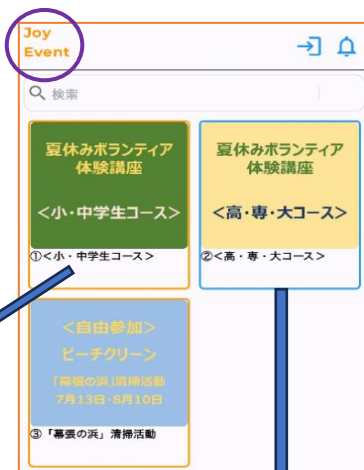 Joy
Event
検索
夏休みボランティア
体験講座
<小・中学生コース>
①<小・中学生コース>
夏休みボランティア
体験講座
<高・専・大コース>
②<高・専・大コース>
<自由参加>
ビーチクリーン
「幕張の浜」清掃活動
7月13日・8月10日
③「幕張の浜」清掃活動